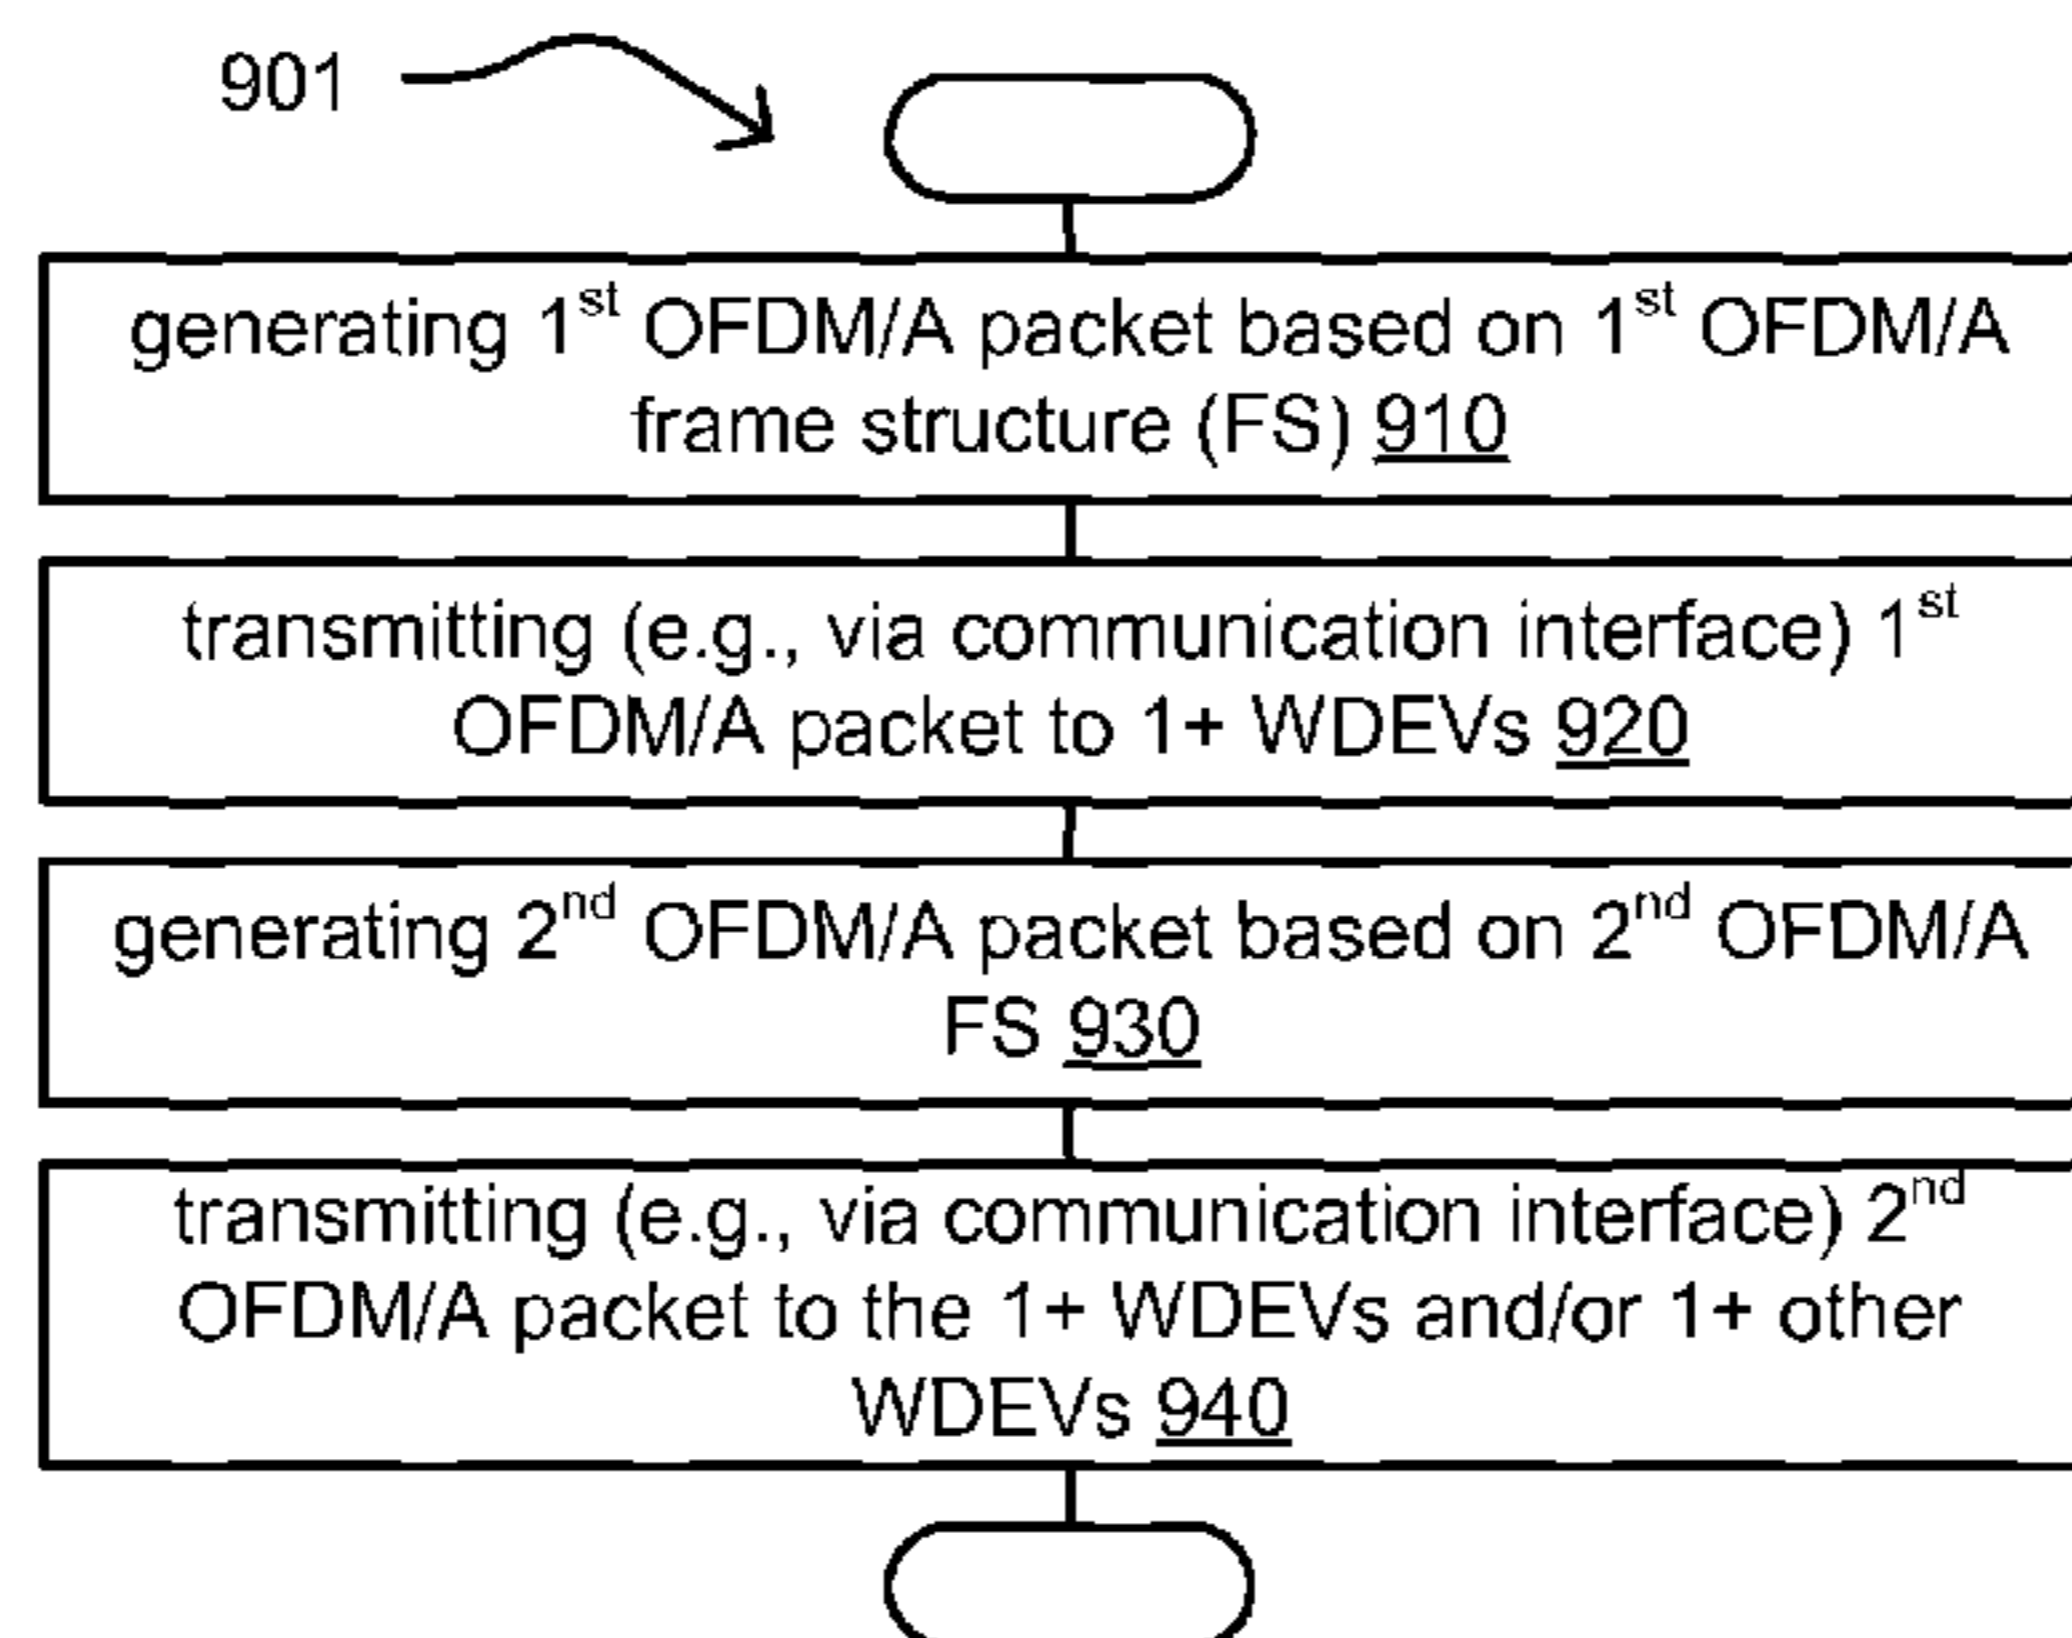 901
generating 1st OFDM/A packet based on 1st OFDM/A
frame structure (FS) 910
transmitting (e.g., via communication interface) 1st
OFDM/A packet to 1+ WDEVs 920
generating 2nd OFDM/A packet based on 2nd OFDM/A
FS 930
transmitting (e.g., via communication interface) 2nd
OFDM/A packet to the 1+ WDEVs and/or 1+ other
WDEVs 940